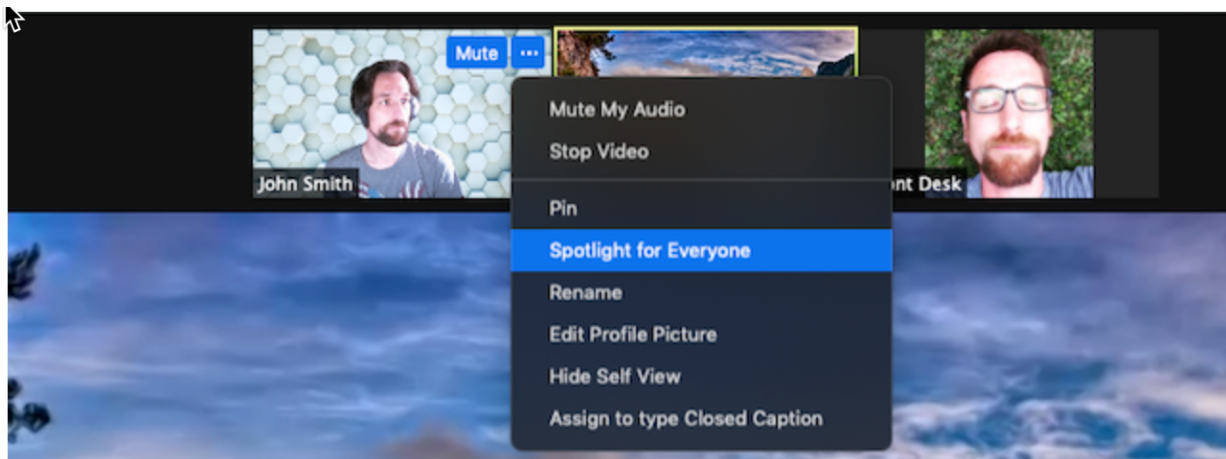 Mute ...
Mute My Audio
Stop Video
John Smith
nt Desk
Pin
Spotlight for Everyone
Rename
Edit Profile Picture
Hide Self View
Assign to type Closed Caption